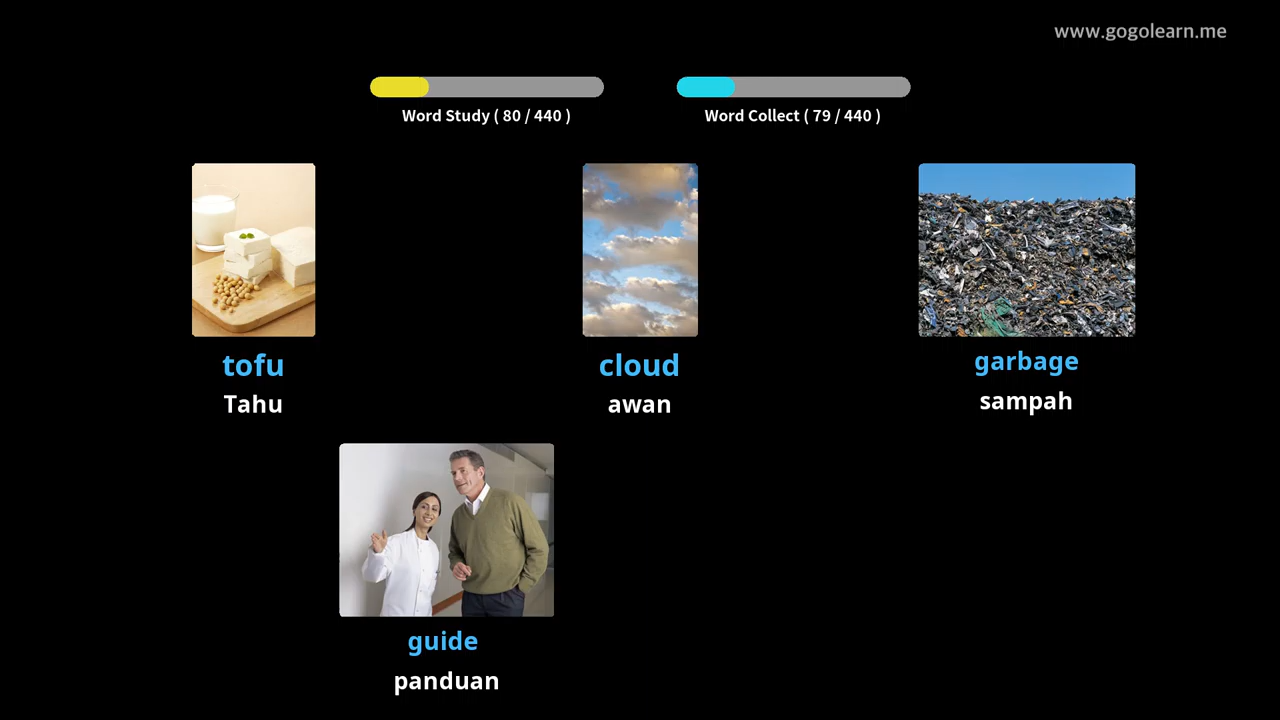 www.gogolearn.me
Word Study ( 80 / 440 )
Word Collect ( 79 / 440 )
tofu
Tahu
cloud
awan
garbage
sampah
guide
panduan